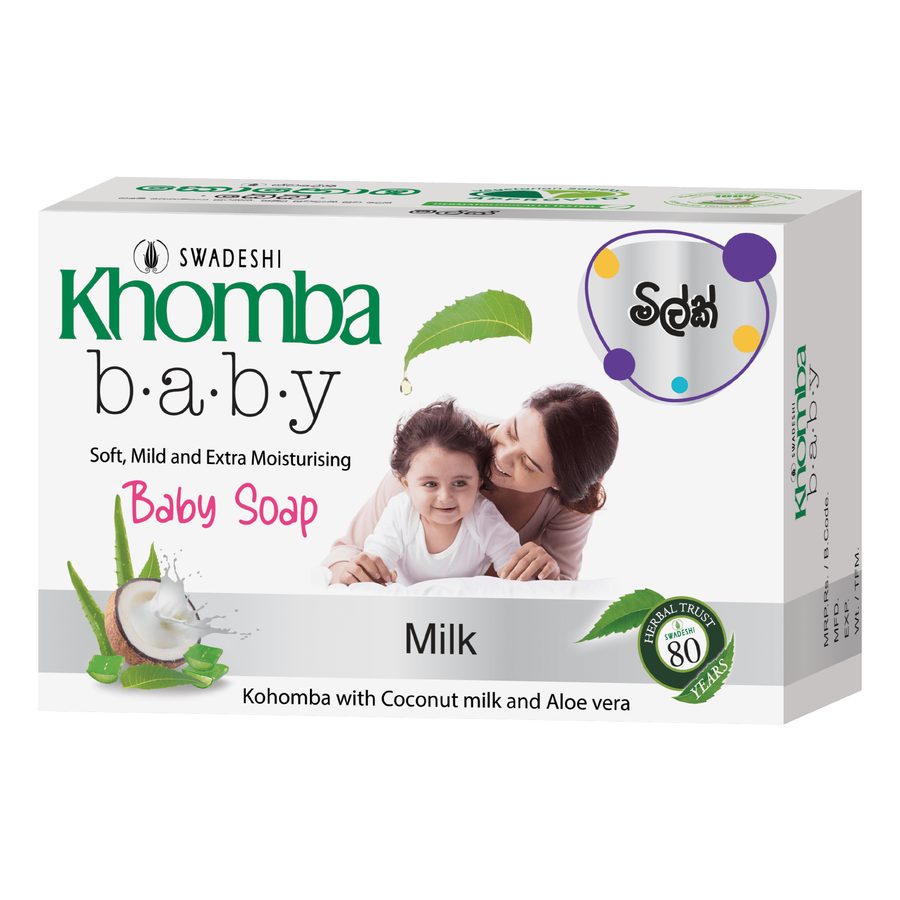 SWADESHI
Khomba
b.a.b.y
Soft, Mild and Extra Moisturising
Baby Soap
මිල්ක්
Milk
Kohomba with Coconut milk and Aloe vera
HERBAL TRUST
SWADESHI
80
YEARS
SWADESHI
Khomba
b.a.b.y
MRP.Rs. / B.Code.
MFD.
EXP.
Wt. / TFM.